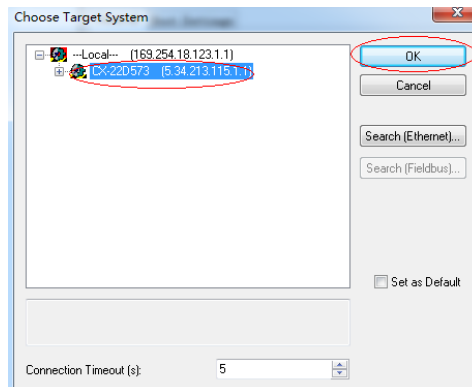 Choose Target System
---Local--- (169.254.18.123.1.1)
CX-22D573 (5.34.213.115.1.1)
OK
Cancel
Search (Ethernet)...
Search (Fieldbus)...
Set as Default
Connection Timeout (s):
5